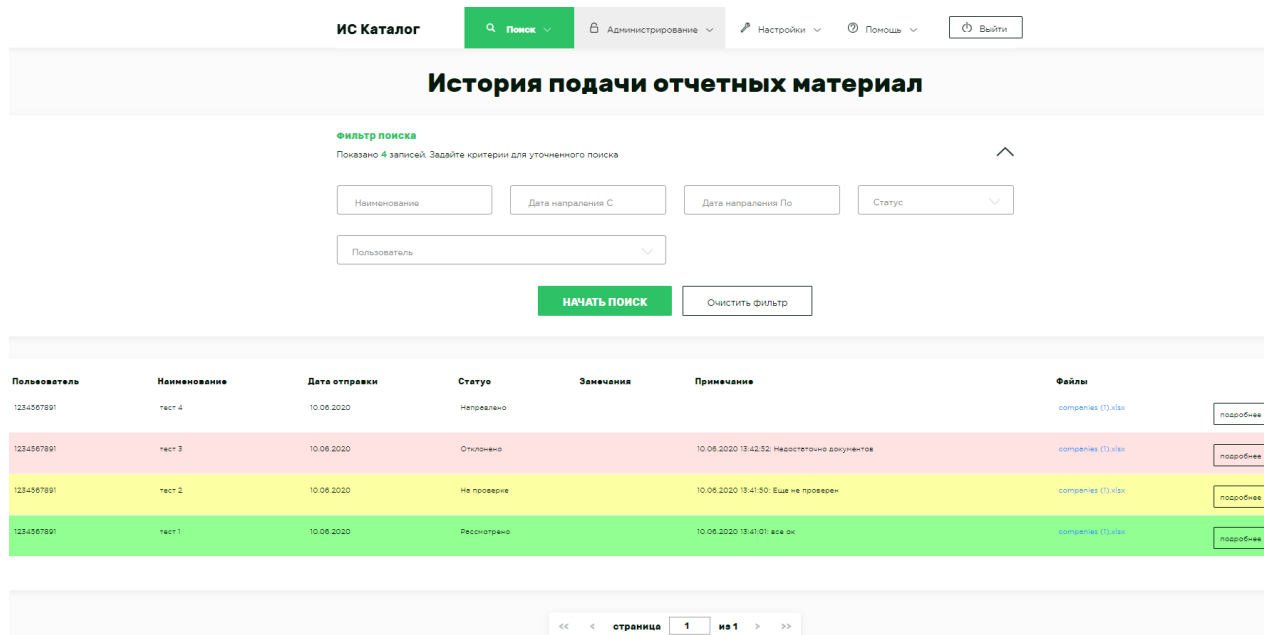 ИС Каталог Поиск Администрирование Настройки Помощь Выйти
История подачи отчетных материал
Фильтр поиска
Показано 4 записей. Задайте критерии для уточненного поиска
Наименование Дата напраления С Дата напраления По Статус
Пользователь
НАЧАТЬ ПОИСК Очистить фильтр
Пользователь Наименование Дата отправки Статус Замечания Примечание Файлы
1234567891 тест 4 10.06.2020 Направлено companies (1).xlsx подробнее
1234567891 тест 3 10.06.2020 Отклонено 10.06.2020 13:42:52: Недостаточно документов companies (1).xlsx подробнее
1234567891 тест 2 10.06.2020 На проверке 10.06.2020 13:41:50: Еще не проверен companies (1).xlsx подробнее
1234567891 тест 1 10.06.2020 Рассмотрено 10.06.2020 13:41:01: все ок companies (1).xlsx подробнее
<< < страница 1 из 1 > >>